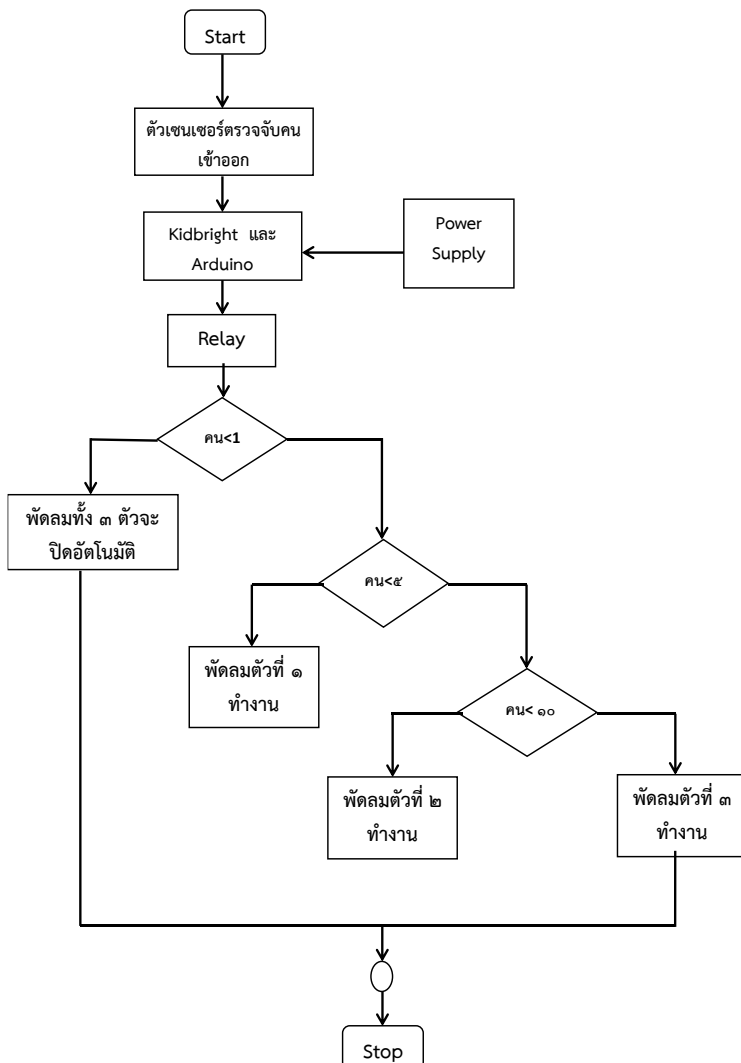 Start
ตัวเซนเซอร์ตรวจจับคน
เข้าออก
Kidbright และ
Arduino
Power
Supply
Relay
คน<1
พัดลมทั้ง ๓ ตัวจะ
ปิดอัตโนมัติ
คน<๕
พัดลมตัวที่ ๑
ทำงาน
คน< ๑๐
พัดลมตัวที่ ๒
ทำงาน
พัดลมตัวที่ ๓
ทำงาน
Stop